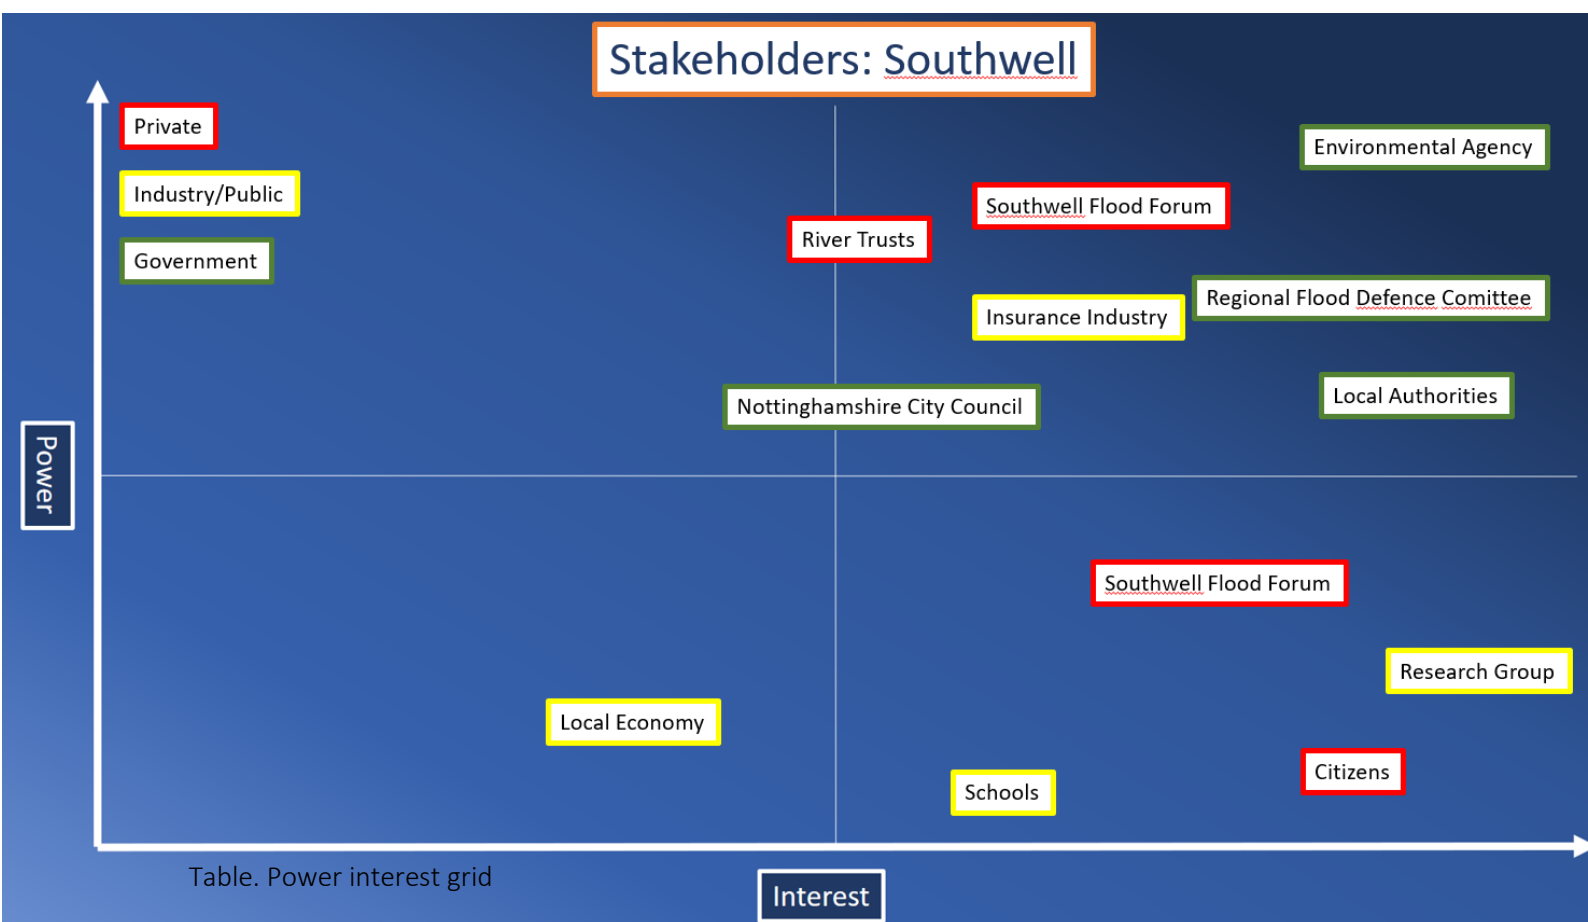 Stakeholders: Southwell
Private
Environmental Agency
Industry/Public
Southwell Flood Forum
River Trusts
Government
Regional Flood Defence Comittee
Insurance Industry
Local Authorities
Nottinghamshire City Council
Power
Southwell Flood Forum
Research Group
Local Economy
Citizens
Schools
Table. Power interest grid
Interest